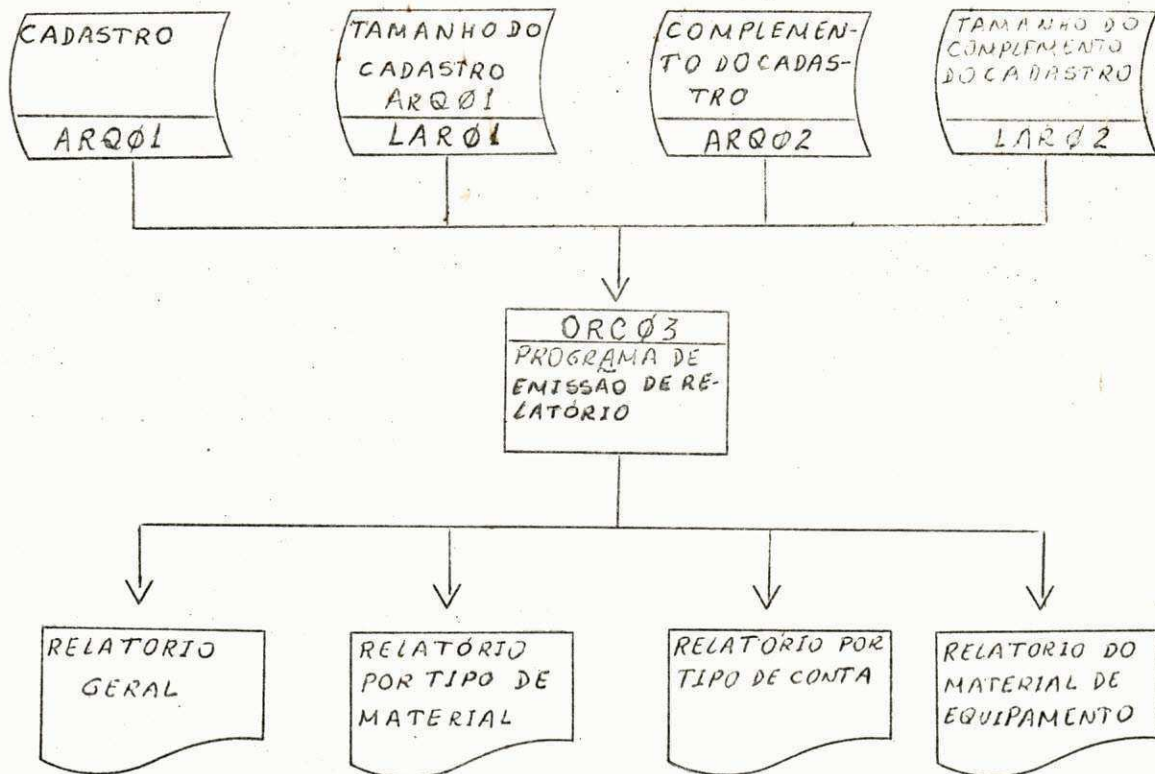 CADASTRO
ARQØ1
TAMANHO DO
CADASTRO
ARQØ1
LARØ1
COMPLEMEN-
TO DO CADAS-
TRO
ARQØ2
TAMANHO DO
COMPLEMENTO
DO CADASTRO
LARØ2
ORCØ3
PROGRAMA DE
EMISSÃO DE RE-
LATÓRIO
RELATORIO
GERAL
RELATÓRIO
POR TIPO DE
MATERIAL
RELATÓRIO POR
TIPO DE CONTA
RELATORIO DO
MATERIAL DE
EQUIPAMENTO